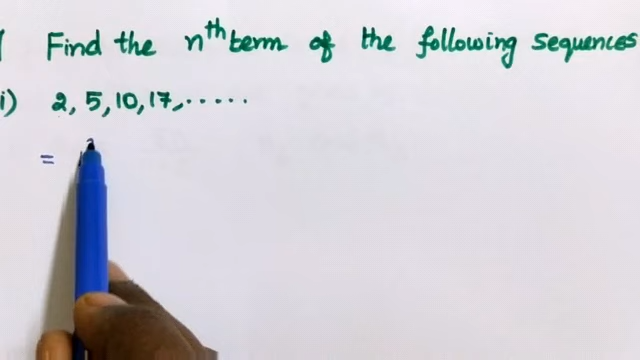 Find the nth term of the following sequences
i) 2, 5, 10, 17, .....
=